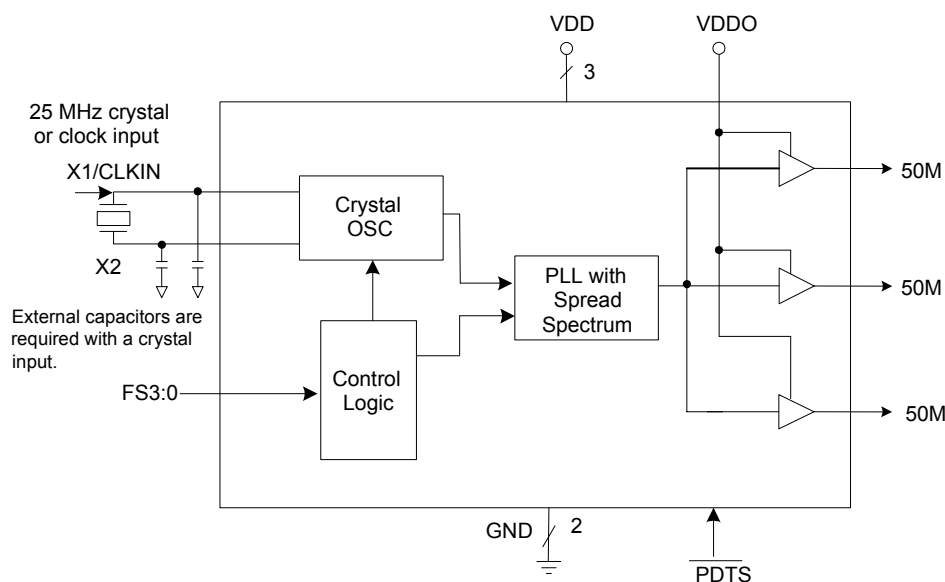 VDD
VDDO
3
25 MHz crystal
or clock input
X1/CLKIN
X2
External capacitors are
required with a crystal
input.
FS3:0
Crystal
OSC
Control
Logic
PLL with
Spread
Spectrum
50M
50M
50M
GND
2
PDTS